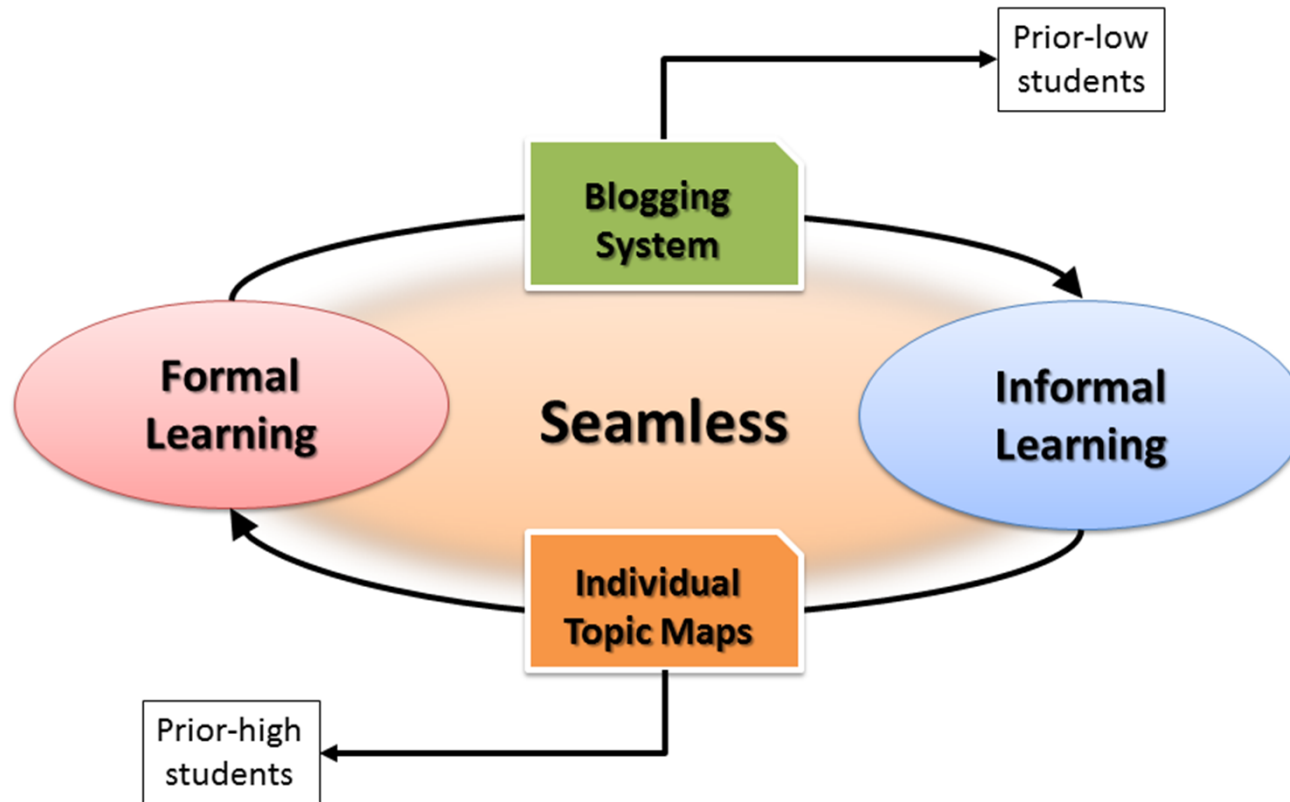 Prior-low
students
Blogging
System
Formal
Learning
Seamless
Informal
Learning
Individual
Topic Maps
Prior-high
students